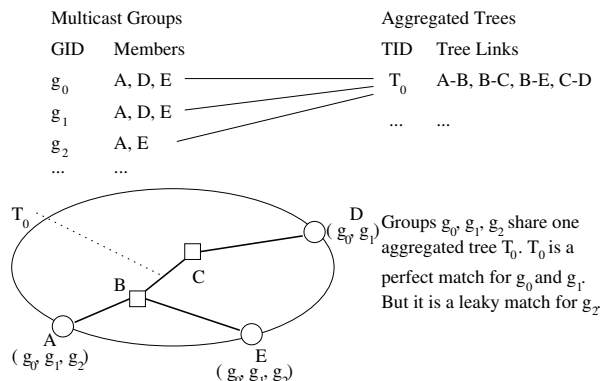 Multicast Groups Aggregated Trees
GID Members TID Tree Links
g0 A, D, E T0 A-B, B-C, B-E, C-D
g1 A, D, E
... ...
g2 A, E
... ...
T0
D
( g0, g1)
C
B
A
( g0, g1, g2)
E
( g0, g1, g2)
Groups g0, g1, g2 share one
aggregated tree T0. T0 is a
perfect match for g0 and g1.
But it is a leaky match for g2.